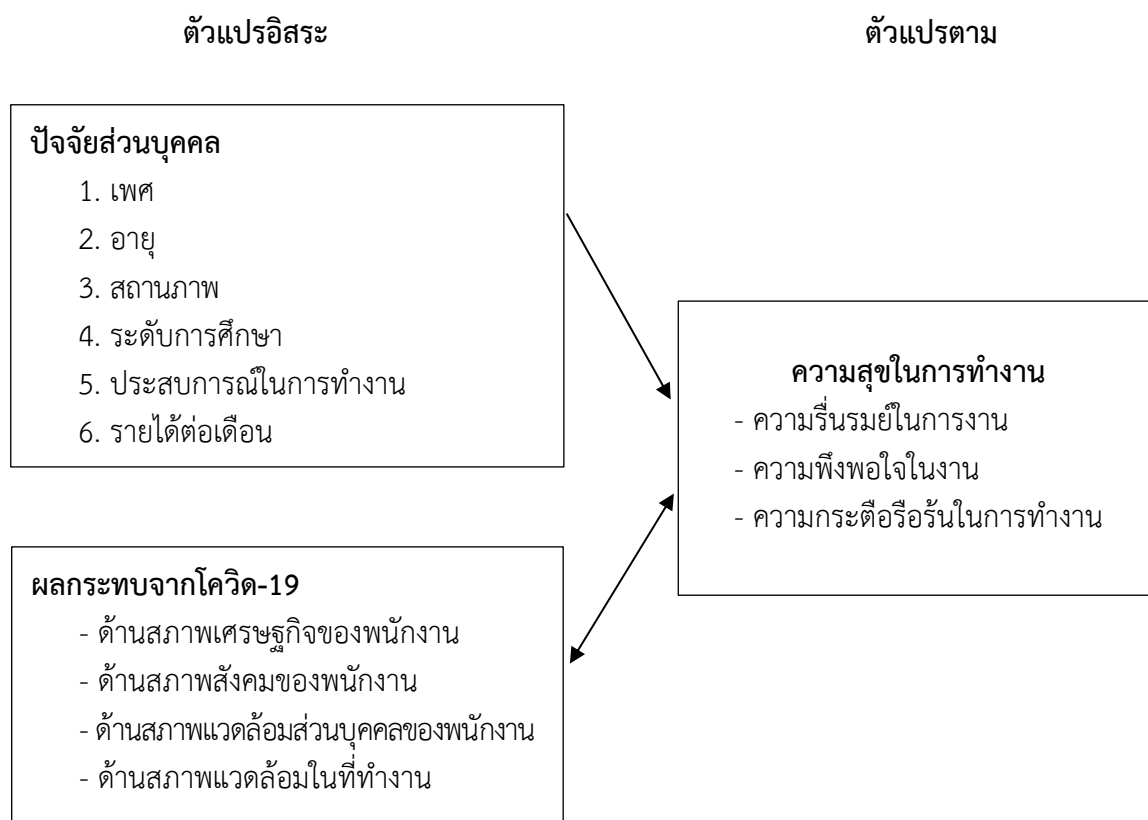 ตัวแปรอิสระ
ตัวแปรตาม
ปัจจัยส่วนบุคคล
1. เพศ
2. อายุ
3. สถานภาพ
4. ระดับการศึกษา
5. ประสบการณ์ในการทำงาน
6. รายได้ต่อเดือน
ความสุขในการทำงาน
- ความรื่นรมย์ในการงาน
- ความพึงพอใจในงาน
- ความกระตือรือร้นในการทำงาน
ผลกระทบจากโควิด-19
- ด้านสภาพเศรษฐกิจของพนักงาน
- ด้านสภาพสังคมของพนักงาน
- ด้านสภาพแวดล้อมส่วนบุคคลของพนักงาน
- ด้านสภาพแวดล้อมในที่ทำงาน